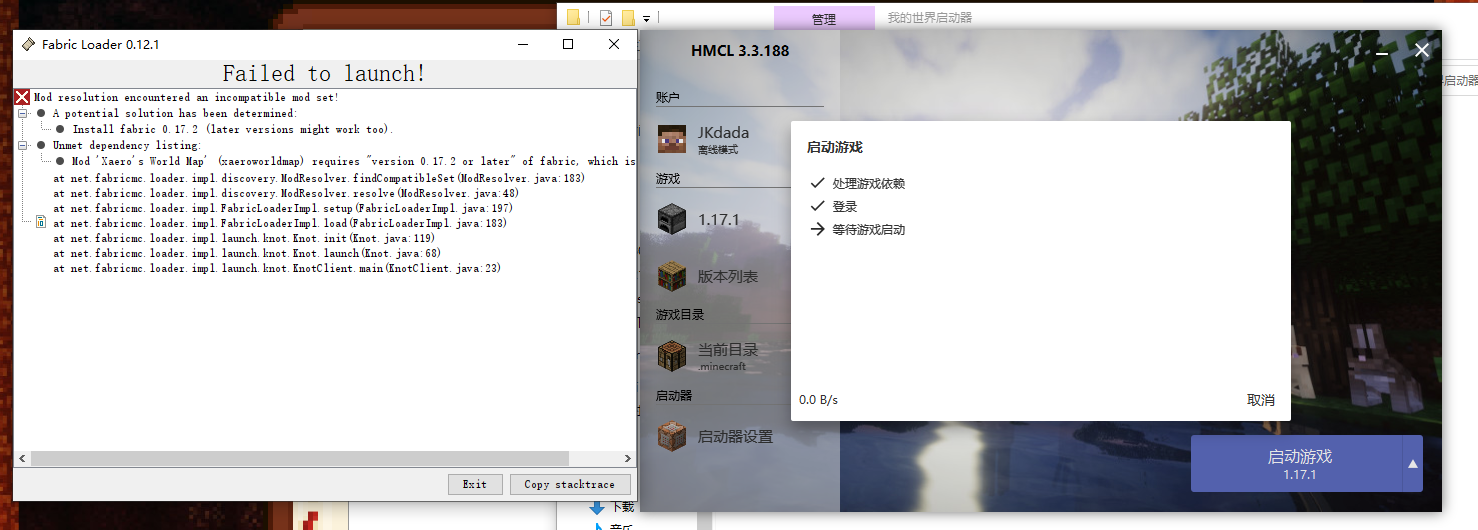 管理
我的世界启动器
Fabric Loader 0.12.1
Failed to launch!
Mod resolution encountered an incompatible mod set!
A potential solution has been determined:
Install fabric 0.17.2 (later versions might work too).
Unmet dependency listing:
Mod 'Xaero's World Map' (xaeroworldmap) requires "version 0.17.2 or later" of fabric, which is
at net.fabricmc.loader.impl.discovery.ModResolver.findCompatibleSet(ModResolver.java:183)
at net.fabricmc.loader.impl.discovery.ModResolver.resolve(ModResolver.java:48)
at net.fabricmc.loader.impl.FabricLoaderImpl.setup(FabricLoaderImpl.java:197)
at net.fabricmc.loader.impl.FabricLoaderImpl.load(FabricLoaderImpl.java:183)
at net.fabricmc.loader.impl.launch.knot.Knot.init(Knot.java:119)
at net.fabricmc.loader.impl.launch.knot.Knot.launch(Knot.java:68)
at net.fabricmc.loader.impl.launch.knot.KnotClient.main(KnotClient.java:23)
Exit
Copy stacktrace
HMCL 3.3.188
账户
JKdada
离线模式
游戏
1.17.1
版本列表
游戏目录
当前目录
.minecraft
启动器
启动器设置
启动游戏
处理游戏依赖
登录
等待游戏启动
0.0 B/s
取消
启动游戏
1.17.1
启动器
下载
音乐